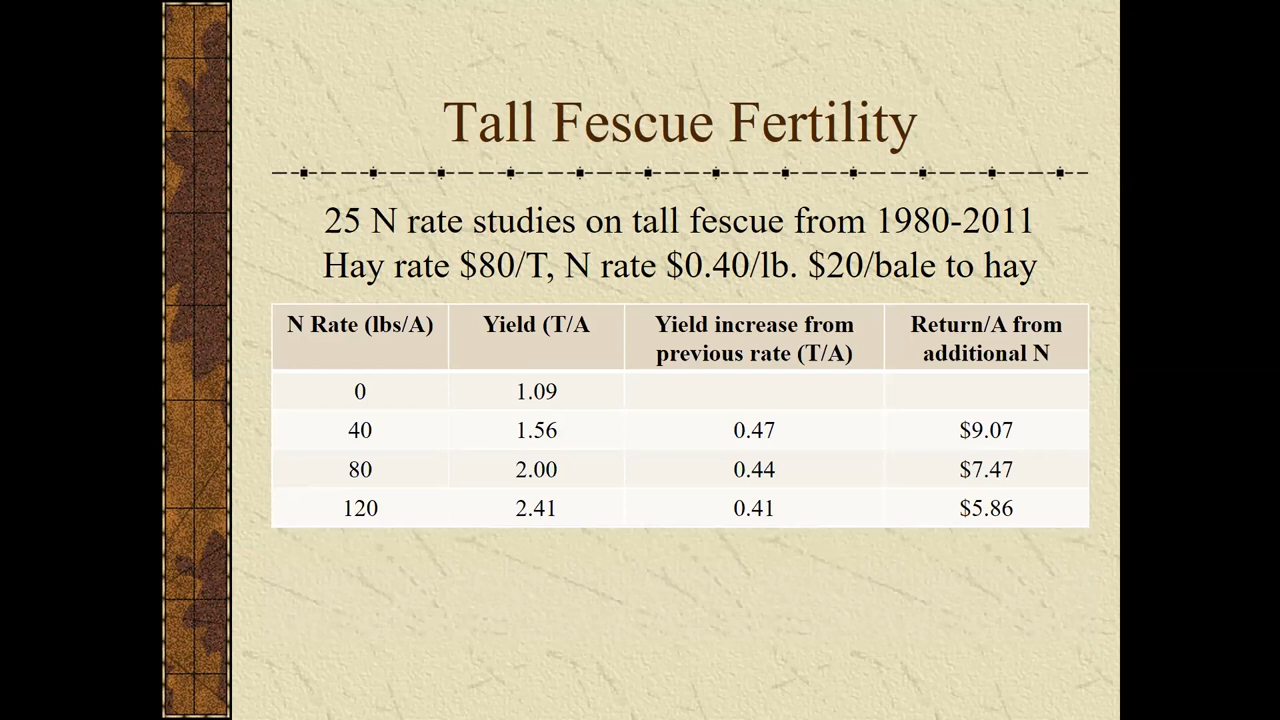 Tall Fescue Fertility
25 N rate studies on tall fescue from 1980-2011
Hay rate $80/T, N rate $0.40/lb. $20/bale to hay
N Rate (lbs/A) Yield (T/A Yield increase from previous rate (T/A) Return/A from additional N
0 1.09
40 1.56 0.47 $9.07
80 2.00 0.44 $7.47
120 2.41 0.41 $5.86